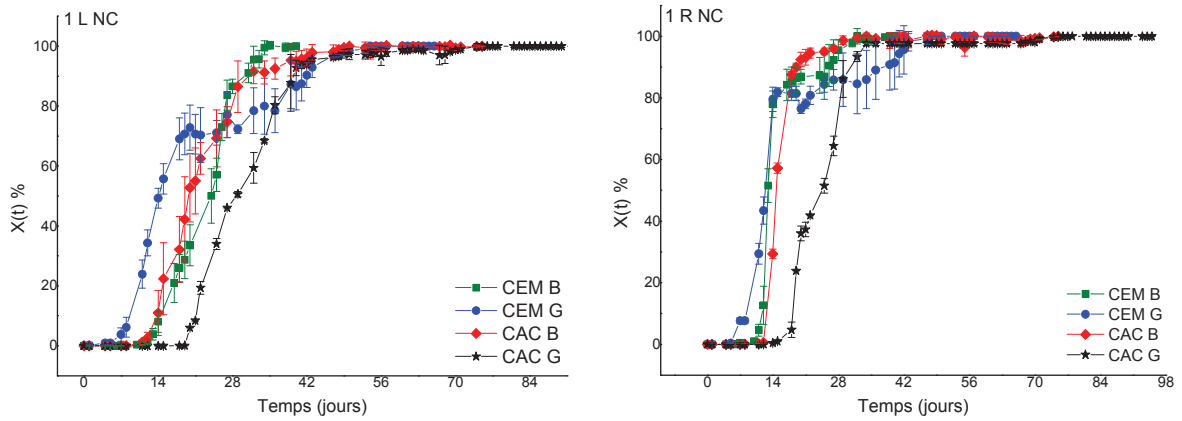 1 L NC
100
80
60
40
20
0
X(t) %
0 14 28 42 56 70 84
Temps (jours)
CEM B
CEM G
CAC B
CAC G
1 R NC
100
80
60
40
20
0
X(t) %
0 14 28 42 56 70 84 98
Temps (jours)
CEM B
CEM G
CAC B
CAC G